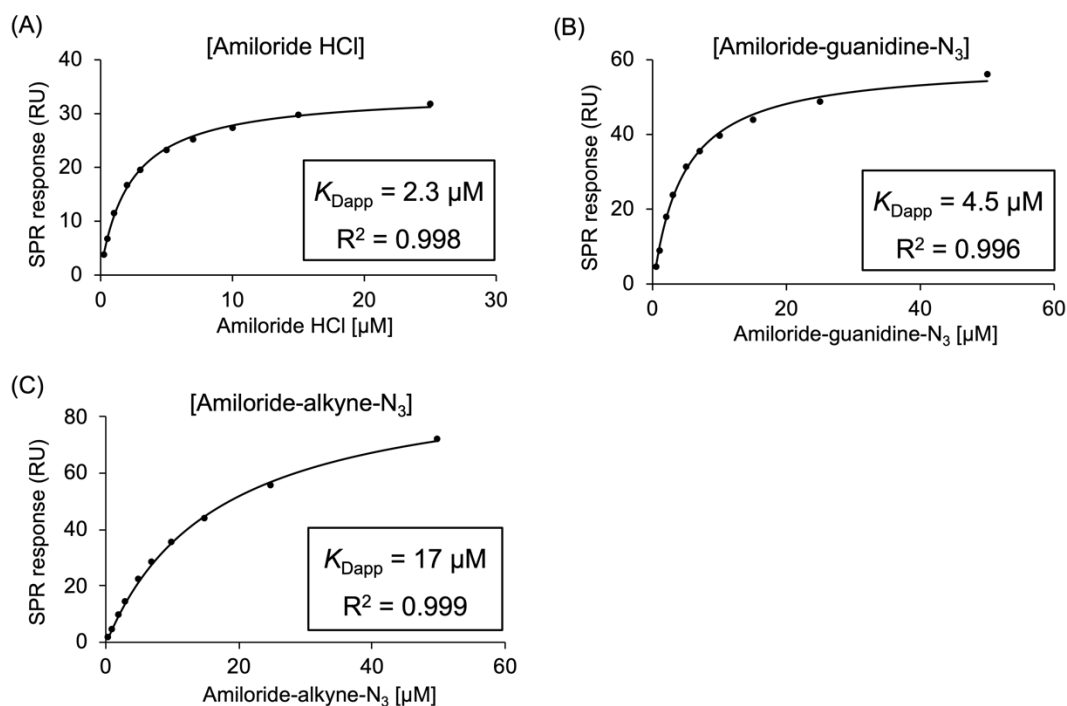 (A)
[Amiloride HCl]
SPR response (RU)
40
30
20
10
0
0 10 20 30
Amiloride HCl [µM]
K_Dapp = 2.3 µM
R² = 0.998
(B)
[Amiloride-guanidine-N₃]
SPR response (RU)
60
40
20
0
0 20 40 60
Amiloride-guanidine-N₃ [µM]
K_Dapp = 4.5 µM
R² = 0.996
(C)
[Amiloride-alkyne-N₃]
SPR response (RU)
80
60
40
20
0
0 20 40 60
Amiloride-alkyne-N₃ [µM]
K_Dapp = 17 µM
R² = 0.999